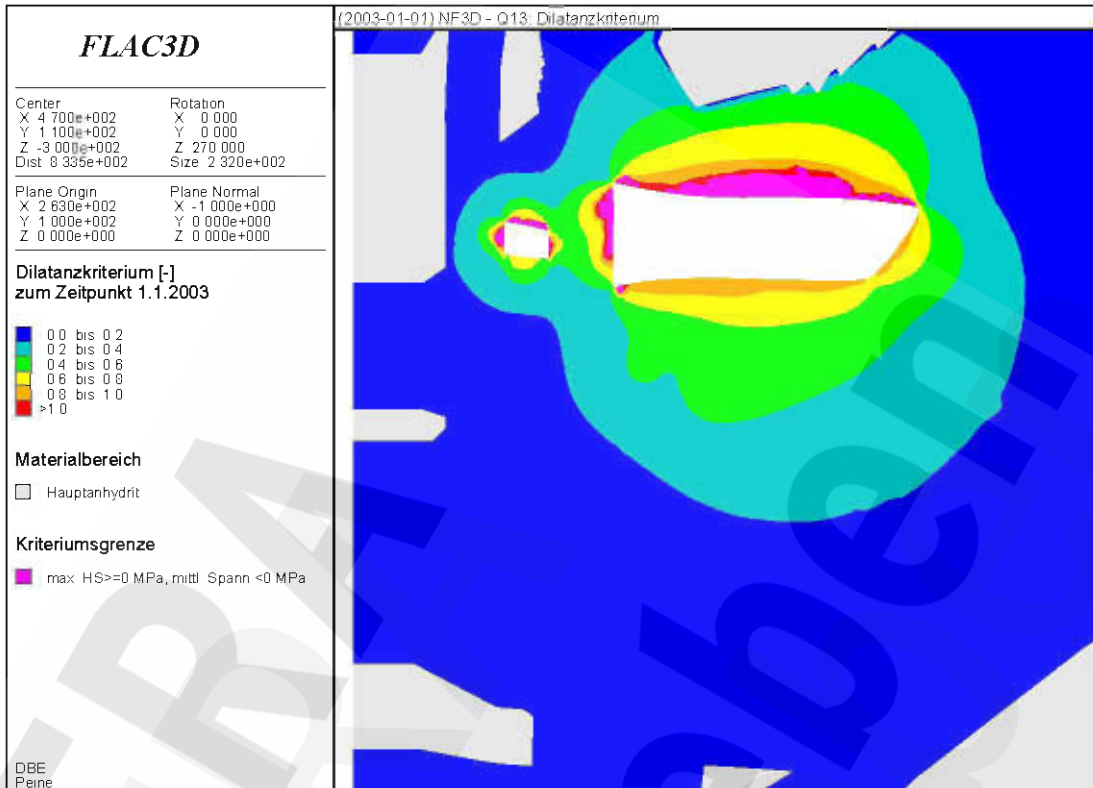 (2003-01-01) NF3D - Q13: Dilatanzkriterium
FLAC3D
Center Rotation
X 4 700e+002 X 0 000
Y 1 100e+002 Y 0 000
Z -3 000e+002 Z 270 000
Dist 8 335e+002 Size 2 320e+002
Plane Origin Plane Normal
X 2 630e+002 X -1 000e+000
Y 1 000e+002 Y 0 000e+000
Z 0 000e+000 Z 0 000e+000
Dilatanzkriterium [-]
zum Zeitpunkt 1.1.2003
0 0 bis 0 2
0 2 bis 0 4
0 4 bis 0 6
0 6 bis 0 8
0 8 bis 1 0
>1 0
Materialbereich
Hauptanhydrit
Kriteriumsgrenze
max HS>=0 MPa, mittl Spann <0 MPa
DBE
Peine